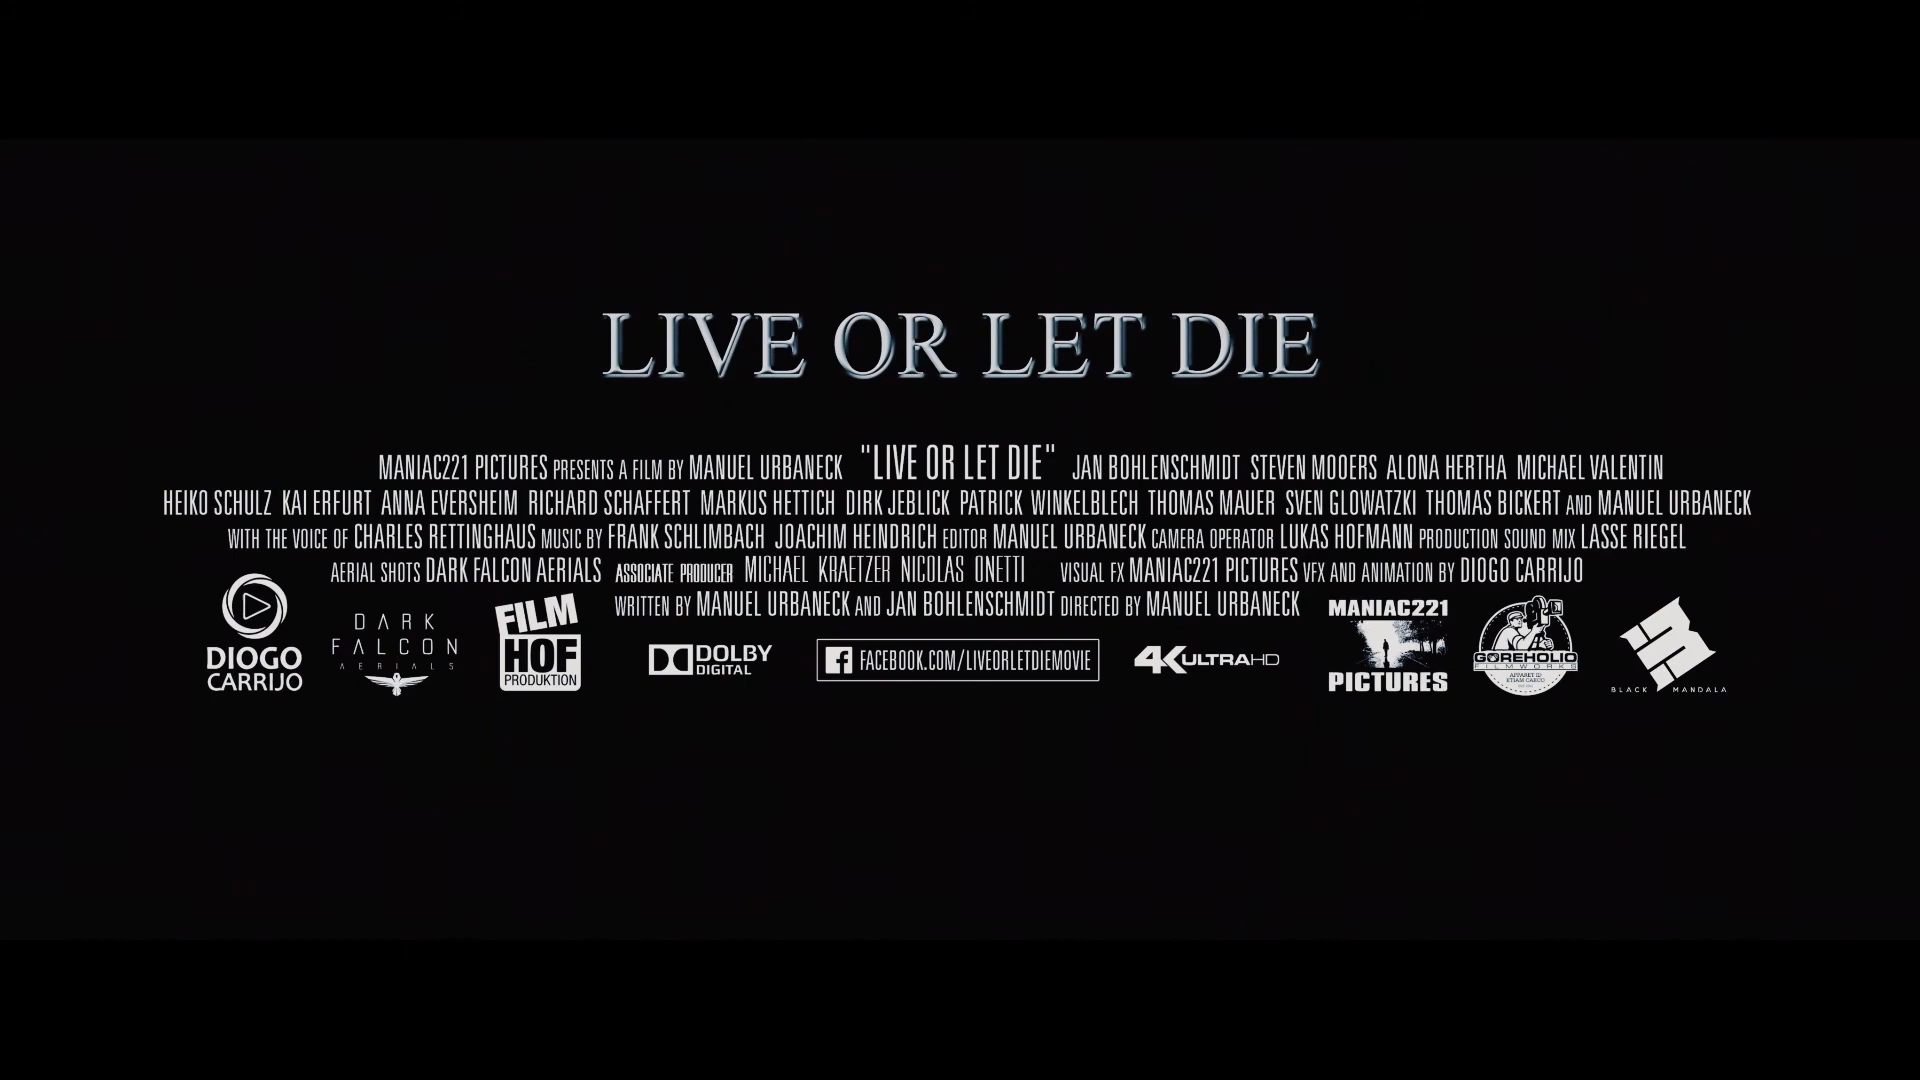 LIVE OR LET DIE
MANIAC221 PICTURES PRESENTS A FILM BY MANUEL URBANECK "LIVE OR LET DIE" JAN BOHLENSCHMIDT STEVEN MOOERS ALONA HERTHA MICHAEL VALENTIN
HEIKO SCHULZ KAI ERFURT ANNA EVERSHEIM RICHARD SCHAFFERT MARKUS HETTICH DIRK JEBLICK PATRICK WINKELBLECH THOMAS MAUER SVEN GLOWATZKI THOMAS BICKERT AND MANUEL URBANECK
WITH THE VOICE OF CHARLES RETTINGHAUS MUSIC BY FRANK SCHLIMBACH JOACHIM HEINDRICH EDITOR MANUEL URBANECK CAMERA OPERATOR LUKAS HOFMANN PRODUCTION SOUND MIX LASSE RIEGEL
AERIAL SHOTS DARK FALCON AERIALS ASSOCIATE PRODUCER MICHAEL KRAETZER NICOLAS ONETTI VISUAL FX MANIAC221 PICTURES VFX AND ANIMATION BY DIOGO CARRIJO
WRITTEN BY MANUEL URBANECK AND JAN BOHLENSCHMIDT DIRECTED BY MANUEL URBANECK
DIOGO
CARRIJO
DARK
FALCON
AERIALS
FILM
HOF
PRODUKTION
DOLBY
DIGITAL
FACEBOOK.COM/LIVEORLETDIEMOVIE
4K ULTRA HD
MANIAC221
PICTURES
GOREHOLIO
FILMWORKS
APPARET ID
ETIAM CAECO
BLACK MANDALA